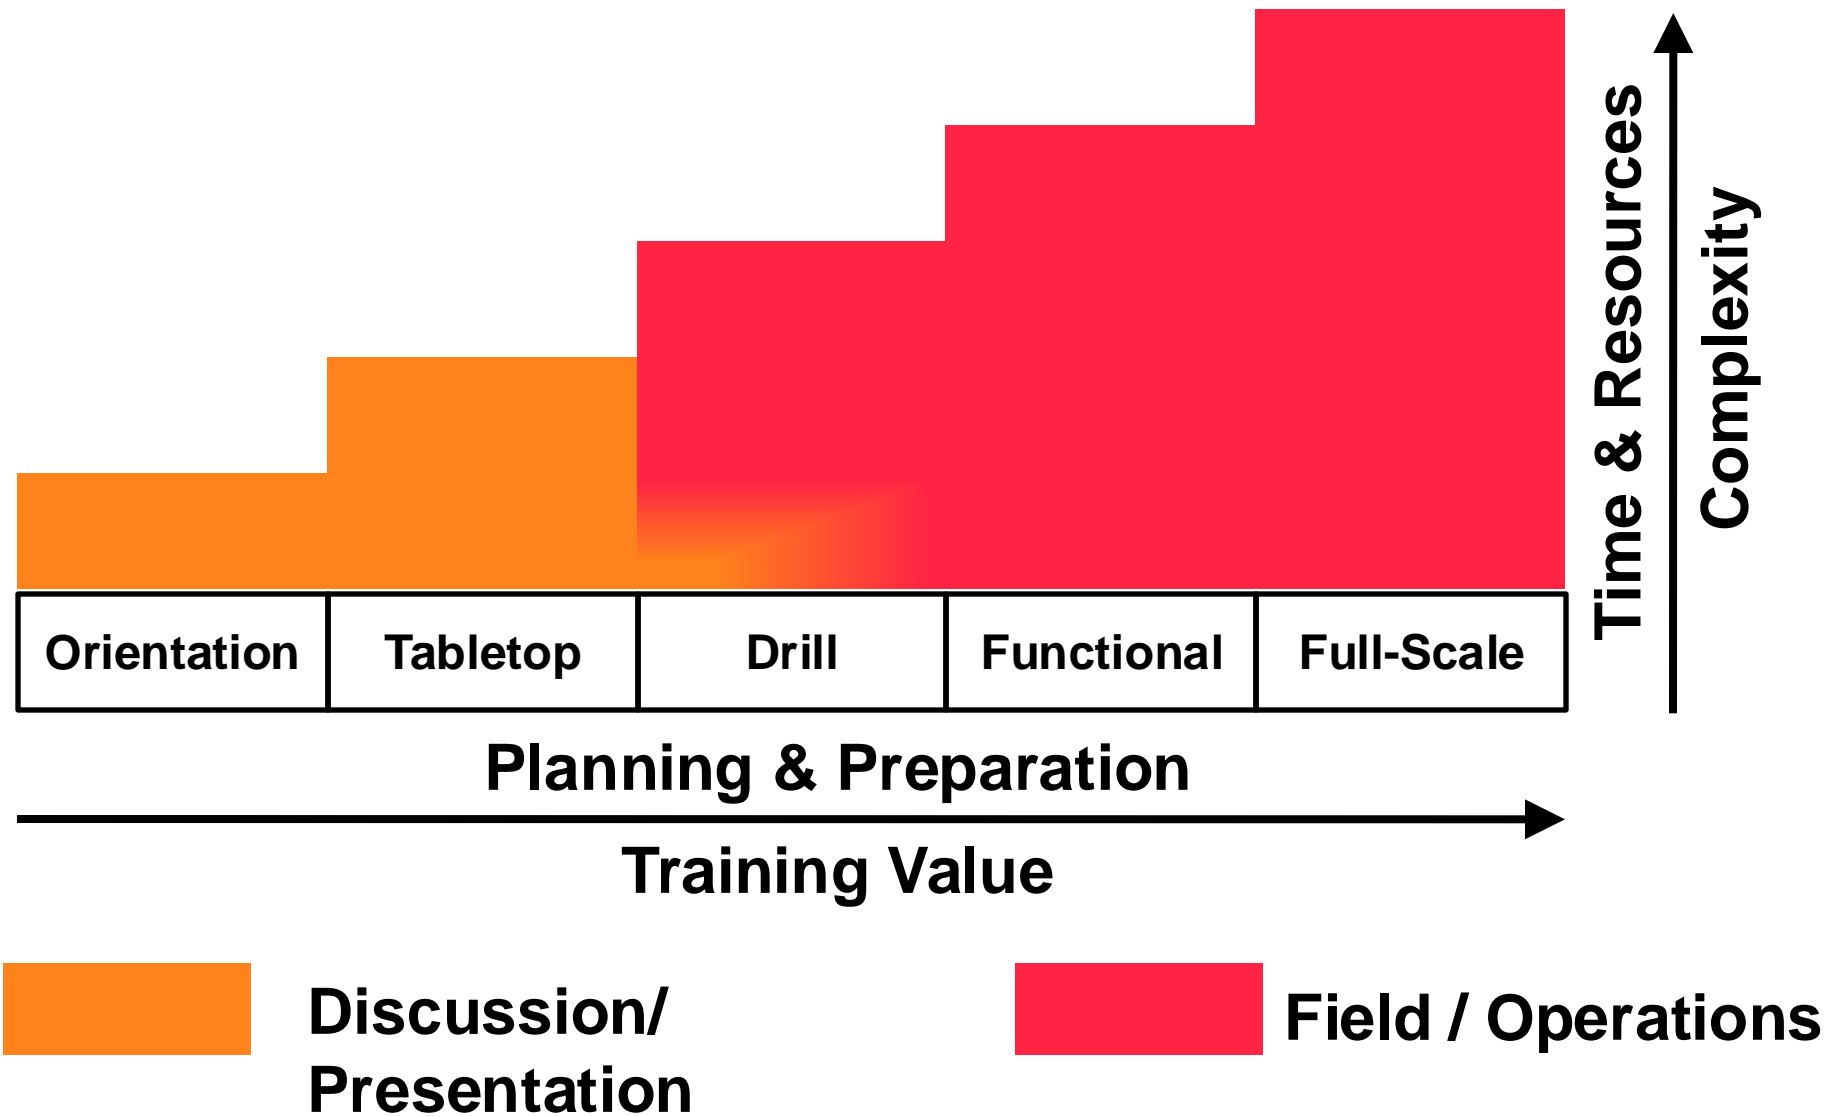 Time & Resources
Complexity
Orientation
Tabletop
Drill
Functional
Full-Scale
Planning & Preparation
Training Value
Discussion/
Presentation
Field / Operations